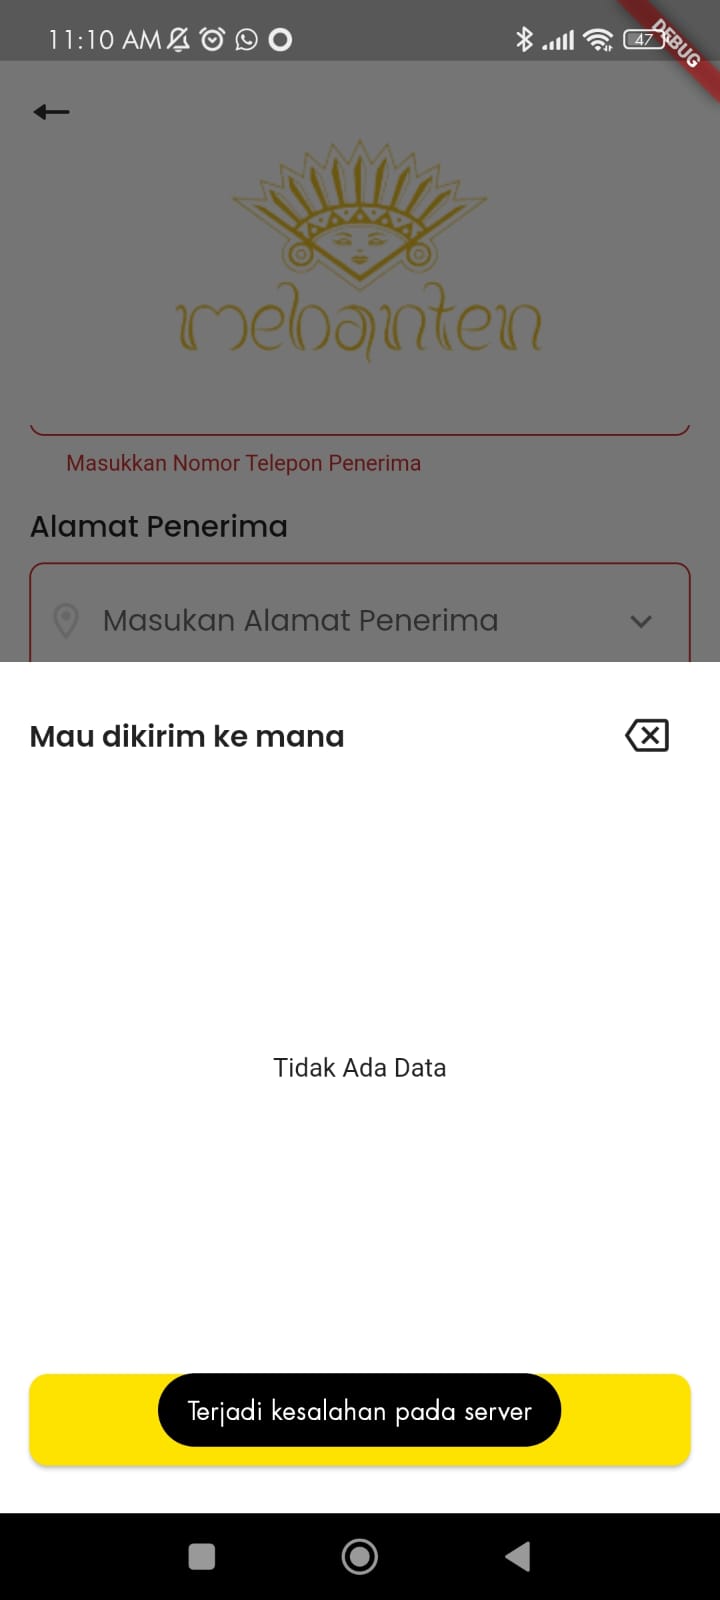 11:10 AM
47
DEBUG
mebanten
Masukkan Nomor Telepon Penerima
Alamat Penerima
Masukan Alamat Penerima
Mau dikirim ke mana
Tidak Ada Data
Terjadi kesalahan pada server